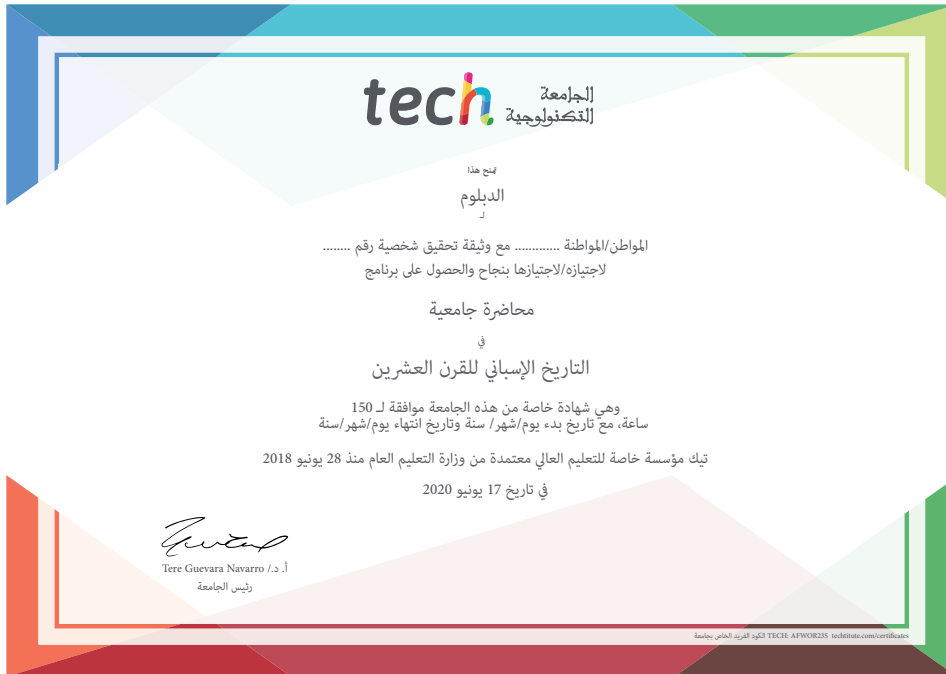 tech الجامعة
التكنولوجية
تمنح هذا
الدبلوم
لـ
المواطن/المواطنة ............. مع وثيقة تحقيق شخصية رقم ........
لاجتيازه/لاجتيازها بنجاح والحصول على برنامج
محاضرة جامعية
في
التاريخ الإسباني للقرن العشرين
وهي شهادة خاصة من هذه الجامعة موافقة لـ 150
ساعة، مع تاريخ بدء يوم/شهر/ سنة وتاريخ انتهاء يوم/شهر/سنة
تيك مؤسسة خاصة للتعليم العالي معتمدة من وزارة التعليم العام منذ 28 يونيو 2018
في تاريخ 17 يونيو 2020
أ. د./ Tere Guevara Navarro
رئيس الجامعة
الكود الفريد الخاص بجامعة TECH: AFWOR23S techtitute.com/certificates